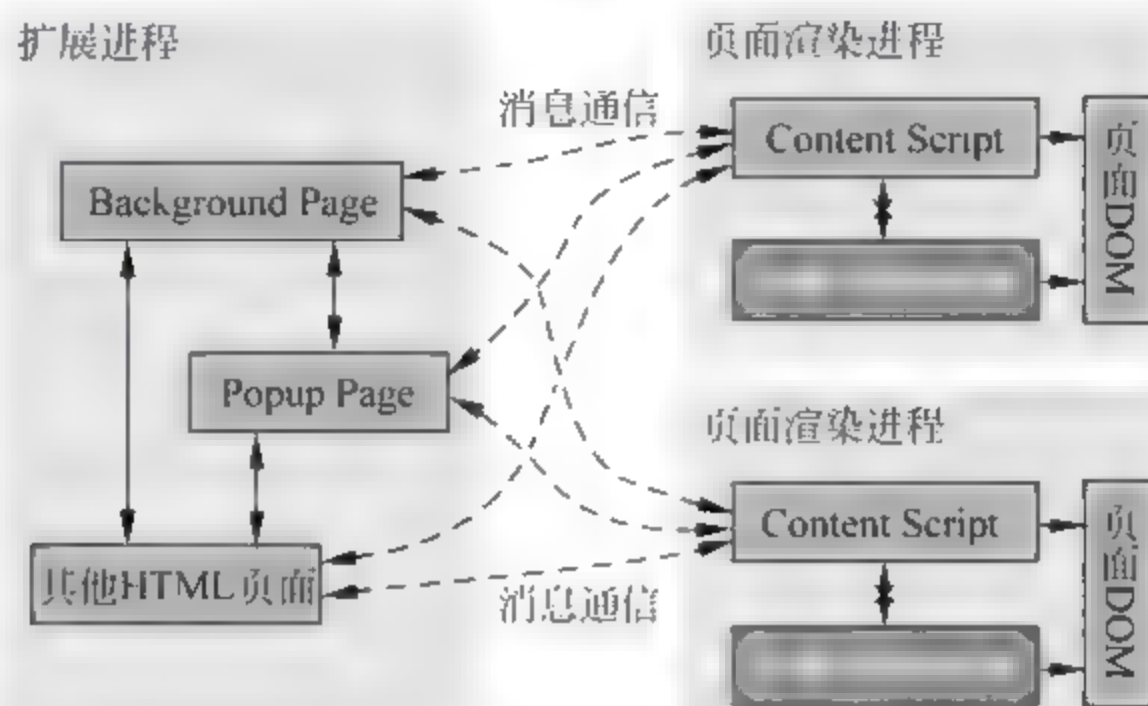 扩展进程
页面渲染进程
消息通信
Content Script
页面DOM
Background Page
Popup Page
页面渲染进程
Content Script
页面DOM
其他HTML页面
消息通信